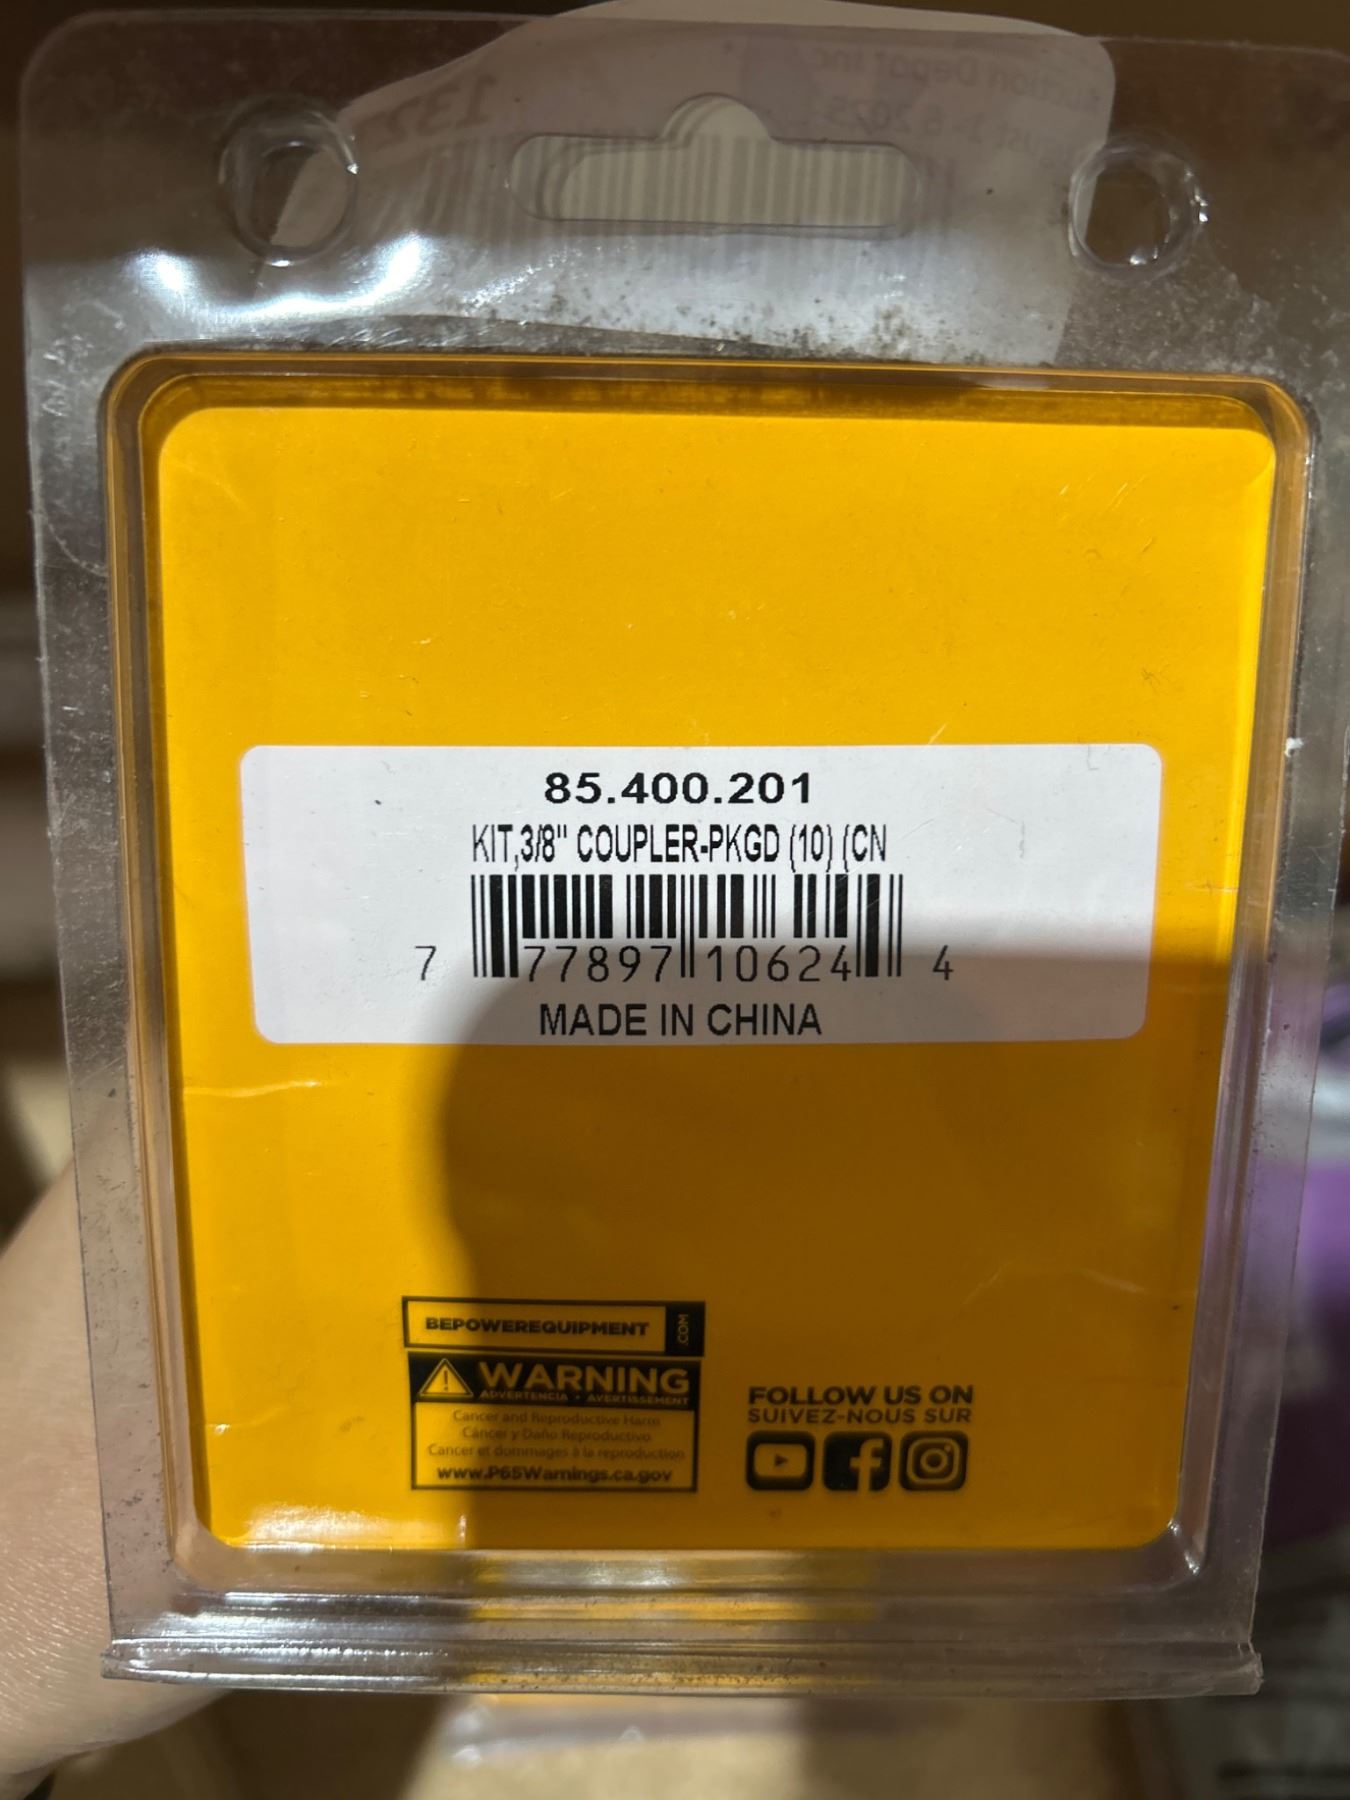 85.400.201
KIT,3/8" COUPLER-PKGD (10) (CN
7 77897 10624 4
MADE IN CHINA
BEPOWEREQUIPMENT .COM
WARNING
ADVERTENCIA • AVERTISSEMENT
Cancer and Reproductive Harm
Cáncer y Daño Reproductivo
Cancer et dommages à la reproduction
www.P65Warnings.ca.gov
FOLLOW US ON
SUIVEZ-NOUS SUR